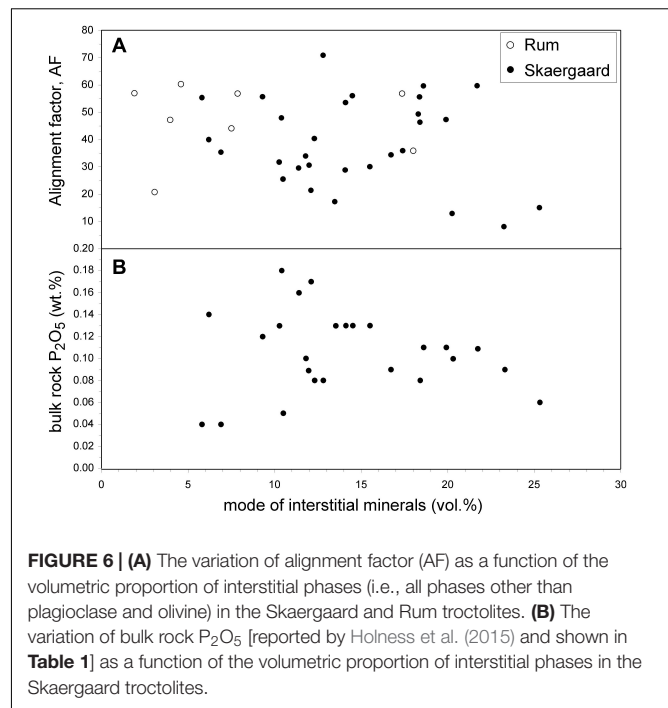 80
A
Rum
70
Skaergaard
60
50
40
30
20
10
Alignment factor, AF
0.20
B
0.18
0.16
0.14
0.12
0.10
0.08
0.06
0.04
0.02
0.00
bulk rock P2O5 (wt.%)
0 5 10 15 20 25 30
mode of interstitial minerals (vol.%)
FIGURE 6 | (A) The variation of alignment factor (AF) as a function of the
volumetric proportion of interstitial phases (i.e., all phases other than
plagioclase and olivine) in the Skaergaard and Rum troctolites. (B) The
variation of bulk rock P2O5 [reported by Holness et al. (2015) and shown in
Table 1] as a function of the volumetric proportion of interstitial phases in the
Skaergaard troctolites.